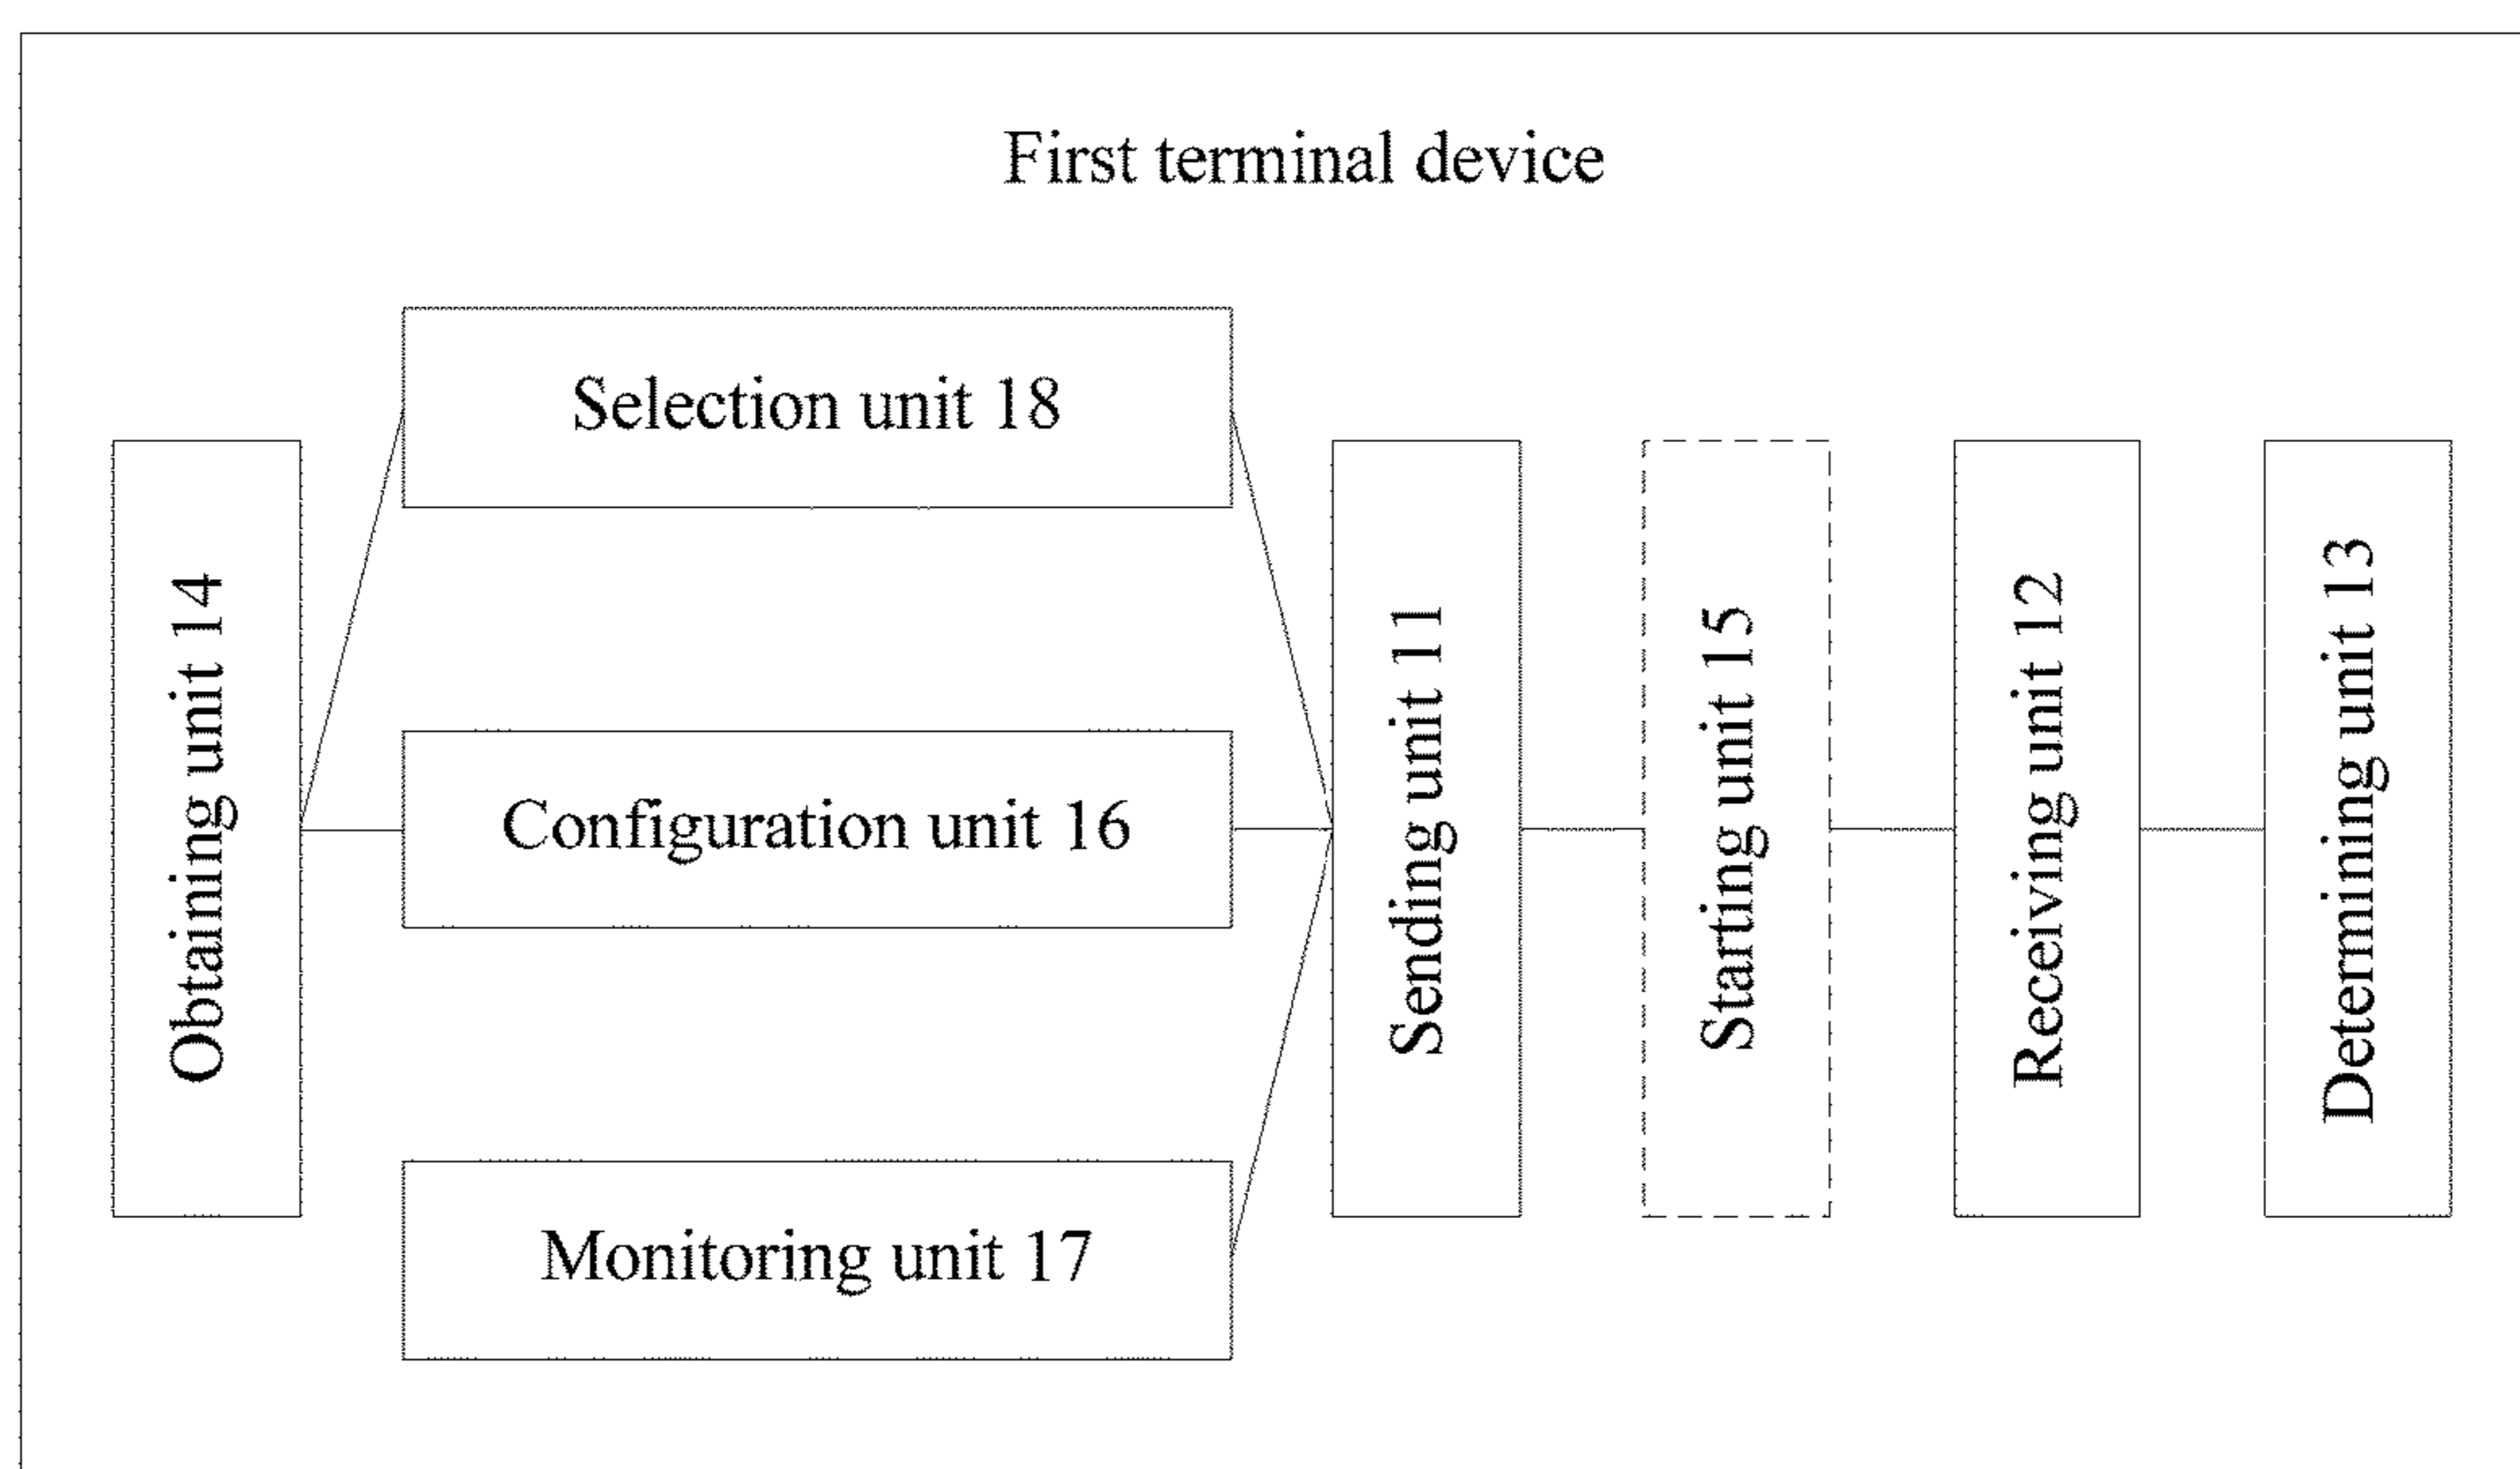 First terminal device
Obtaining unit 14
Selection unit 18
Configuration unit 16
Monitoring unit 17
Sending unit 11
Starting unit 15
Receiving unit 12
Determining unit 13